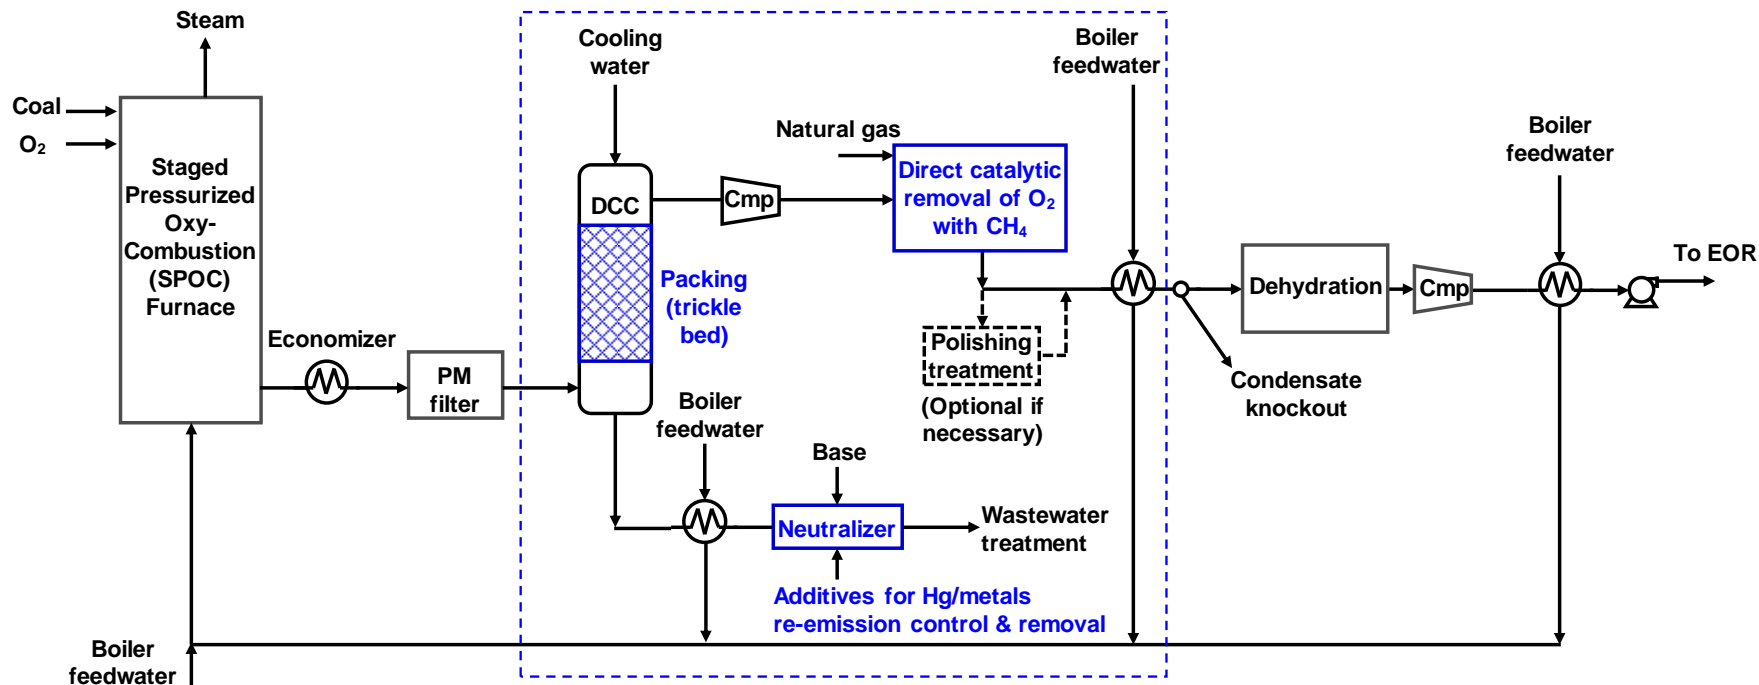 Steam
Coal
O₂
Staged
Pressurized
Oxy-
Combustion
(SPOC)
Furnace
Economizer
PM
filter
Cooling
water
DCC
Packing
(trickle
bed)
Cmp
Natural gas
Direct catalytic
removal of O₂
with CH₄
Polishing
treatment
(Optional if
necessary)
Boiler
feedwater
Boiler
feedwater
Base
Neutralizer
Wastewater
treatment
Additives for Hg/metals
re-emission control & removal
Condensate
knockout
Dehydration
Cmp
Boiler
feedwater
To EOR
Boiler
feedwater